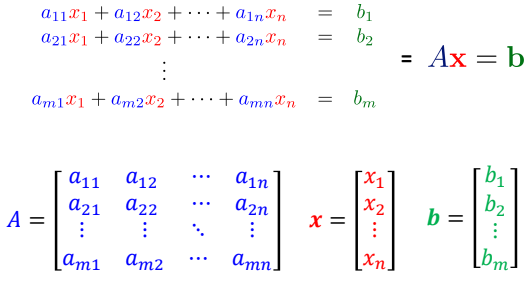 a₁₁x₁ + a₁₂x₂ + ··· + a₁ₙxₙ = b₁
a₂₁x₁ + a₂₂x₂ + ··· + a₂ₙxₙ = b₂
⋮
aₘ₁x₁ + aₘ₂x₂ + ··· + aₘₙxₙ = bₘ
= Ax = b
A = [a₁₁ a₁₂ ⋯ a₁ₙ
a₂₁ a₂₂ ⋯ a₂ₙ
⋮ ⋮ ⋱ ⋮
aₘ₁ aₘ₂ ⋯ aₘₙ]
x = [x₁
x₂
⋮
xₙ]
b = [b₁
b₂
⋮
bₘ]